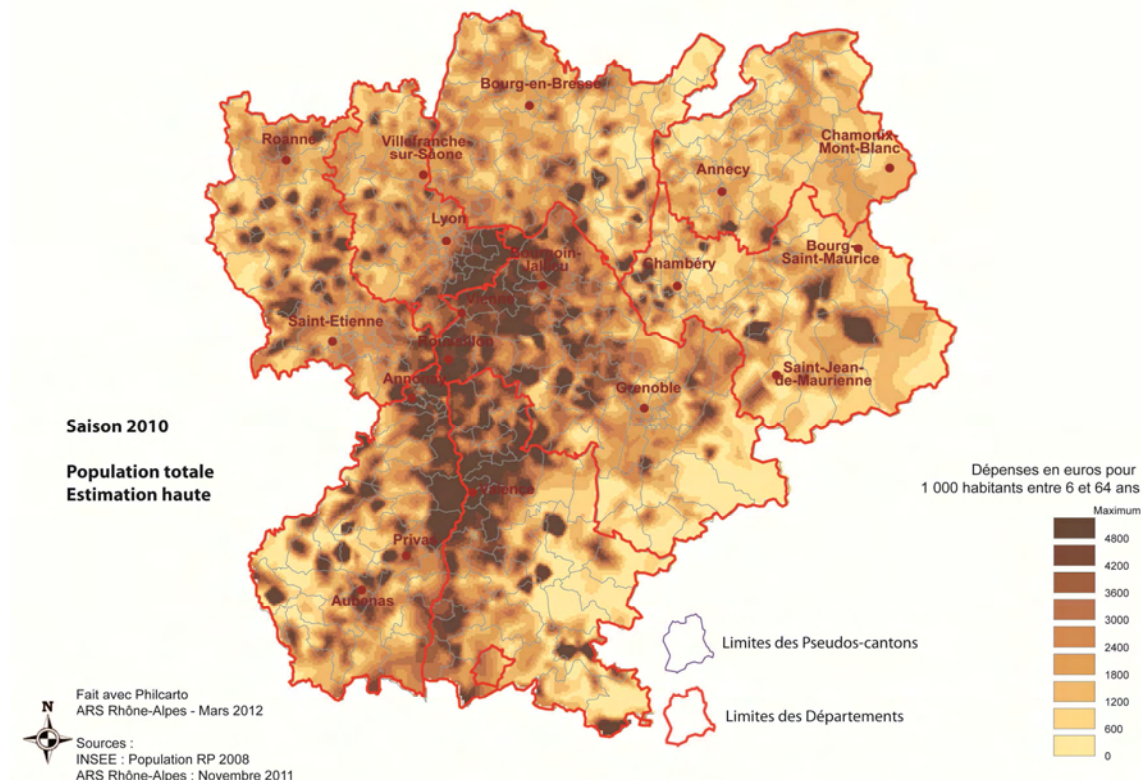 Bourg-en-Bresse
Roanne
Villefranche-
sur-Saone
Chamonix-
Mont-Blanc
Annecy
Lyon
Bourg-
Saint-Maurice
Bourgoin-
Jallieu
Chambéry
Vienne
Saint-Etienne
Roussillon
Saint-Jean-
de-Maurienne
Annonay
Grenoble
Saison 2010
Population totale
Estimation haute
Valence
Privas
Aubenas
Dépenses en euros pour
1 000 habitants entre 6 et 64 ans
Maximum
4800
4200
3600
3000
2400
1800
1200
600
0
Limites des Pseudos-cantons
Limites des Départements
N
Fait avec Philcarto
ARS Rhône-Alpes - Mars 2012
Sources :
INSEE : Population RP 2008
ARS Rhône-Alpes : Novembre 2011